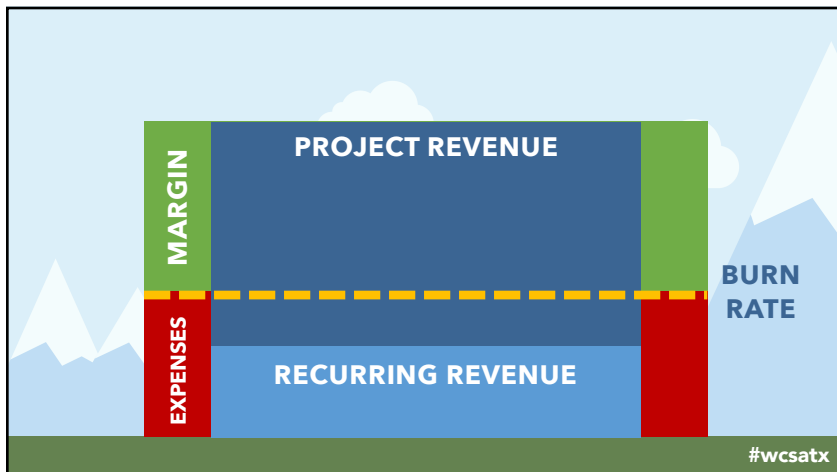 PROJECT REVENUE
MARGIN
BURN
RATE
EXPENSES
RECURRING REVENUE
#wcsatx